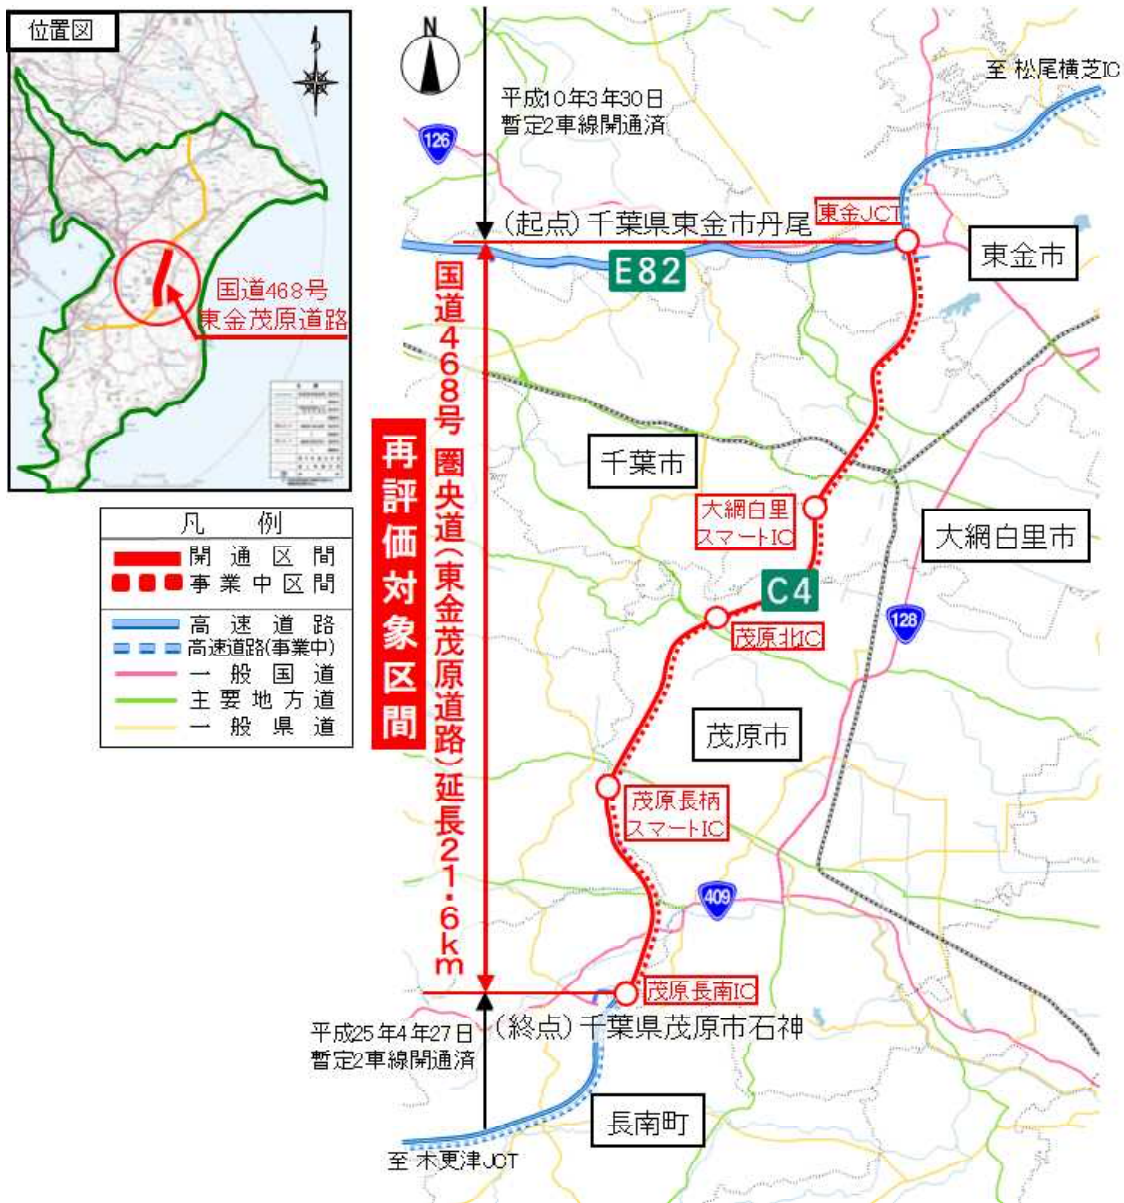 位置図
国道468号
東金茂原道路
凡 例
開通区間
事業中区間
高速道路
高速道路(事業中)
一般国道
主要地方道
一般県道
N
至 松尾横芝IC
平成10年3年30日
暫定2車線開通済
126
東金JCT
(起点)千葉県東金市丹尾
東金市
E82
国道468号 圏央道(東金茂原道路)延長21.6km
再評価対象区間
千葉市
大網白里
スマートIC
大網白里市
C4
128
茂原北IC
茂原市
茂原長柄
スマートIC
409
茂原長南IC
平成25年4年27日
暫定2車線開通済
(終点)千葉県茂原市石神
長南町
至 木更津JCT